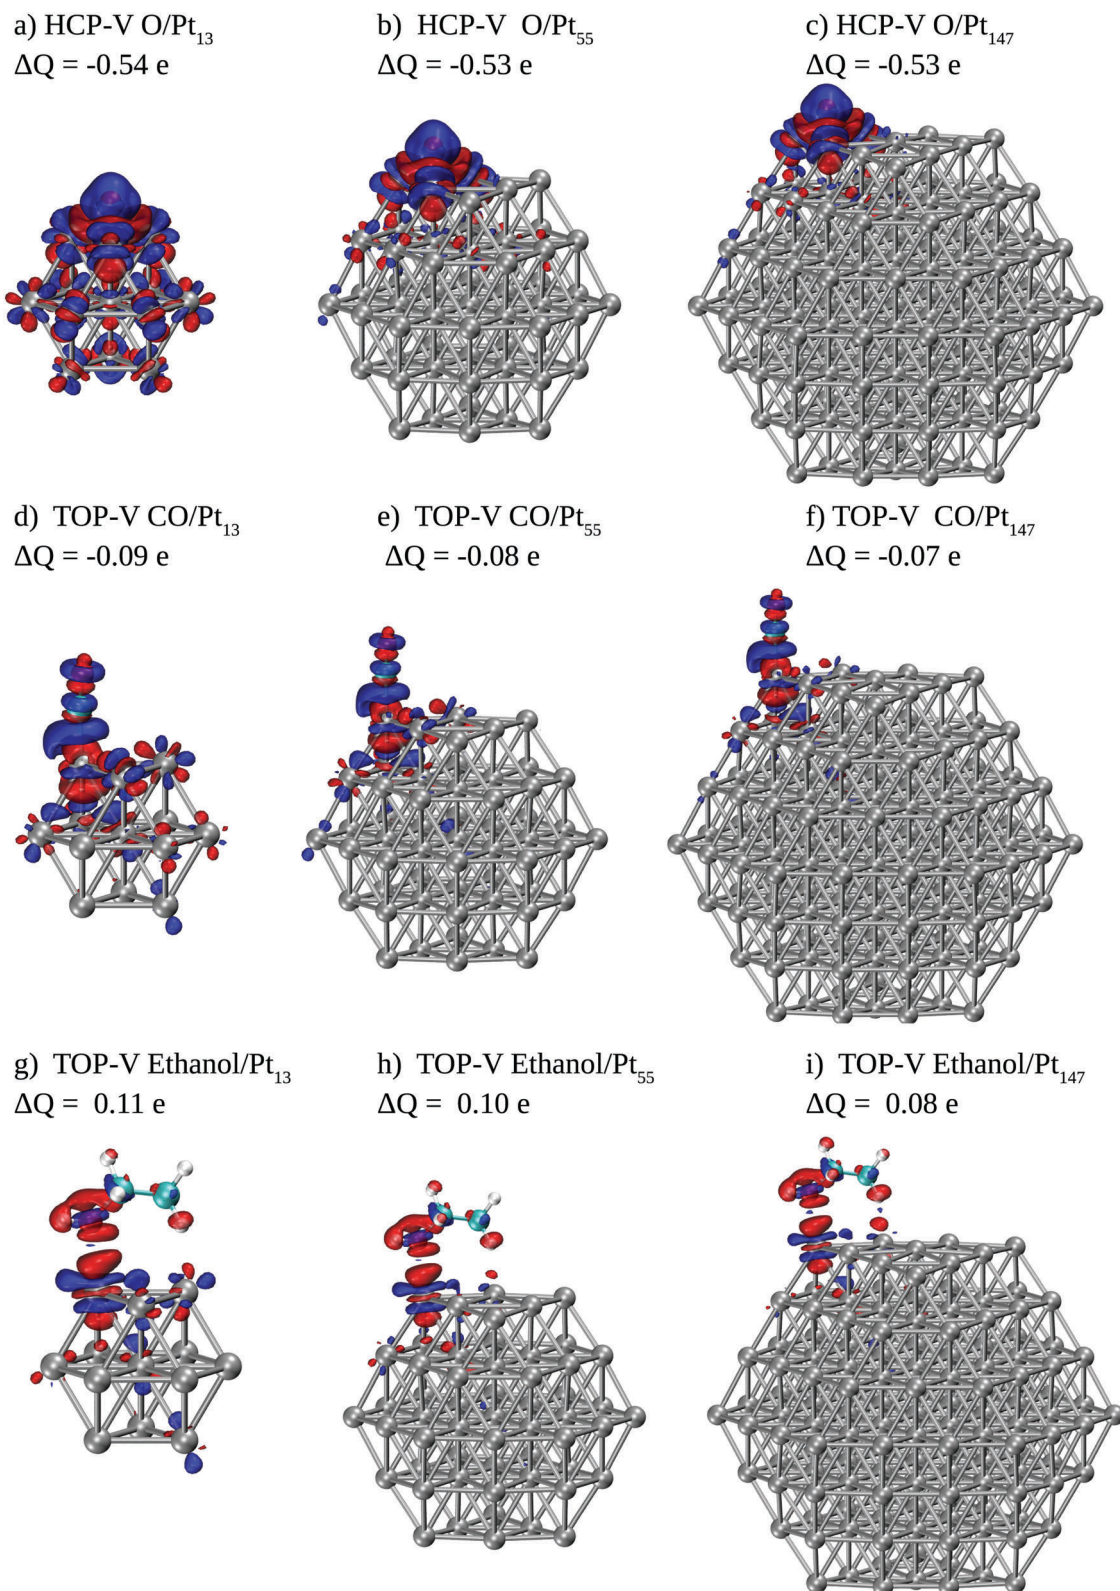 a) HCP-V O/Pt₁₃
ΔQ = -0.54 e
b) HCP-V O/Pt₅₅
ΔQ = -0.53 e
c) HCP-V O/Pt₁₄₇
ΔQ = -0.53 e
d) TOP-V CO/Pt₁₃
ΔQ = -0.09 e
e) TOP-V CO/Pt₅₅
ΔQ = -0.08 e
f) TOP-V CO/Pt₁₄₇
ΔQ = -0.07 e
g) TOP-V Ethanol/Pt₁₃
ΔQ = 0.11 e
h) TOP-V Ethanol/Pt₅₅
ΔQ = 0.10 e
i) TOP-V Ethanol/Pt₁₄₇
ΔQ = 0.08 e